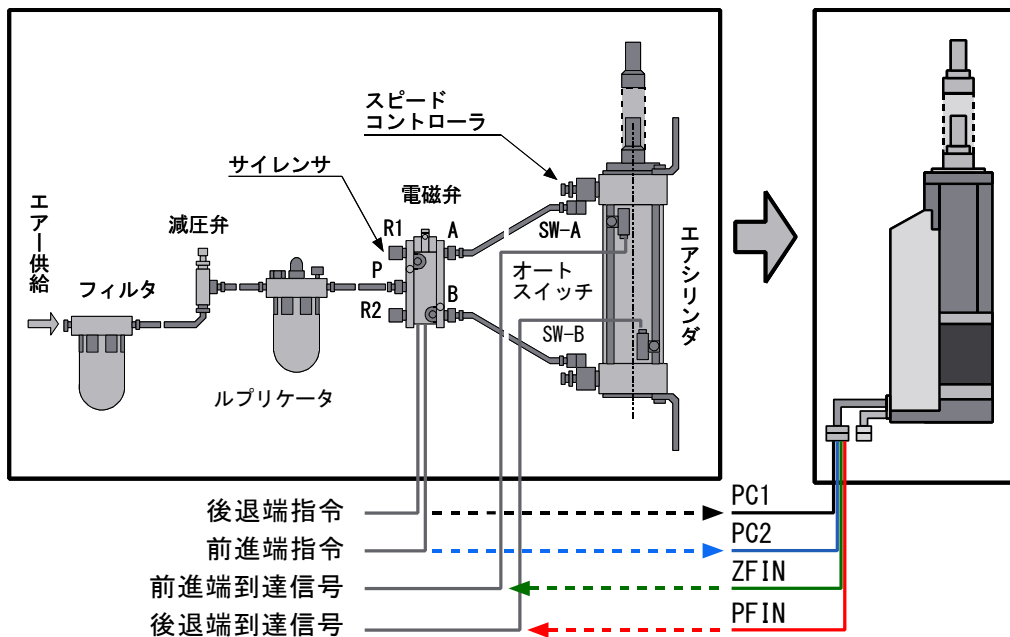 スピード
コントローラ
サイレンサ
エアー供給
減圧弁
フィルタ
ルプリケータ
電磁弁
R1
A
P
R2
B
SW-A
オート
スイッチ
SW-B
エアシリンダ
後退端指令
前進端指令
前進端到達信号
後退端到達信号
PC1
PC2
ZFIN
PFIN